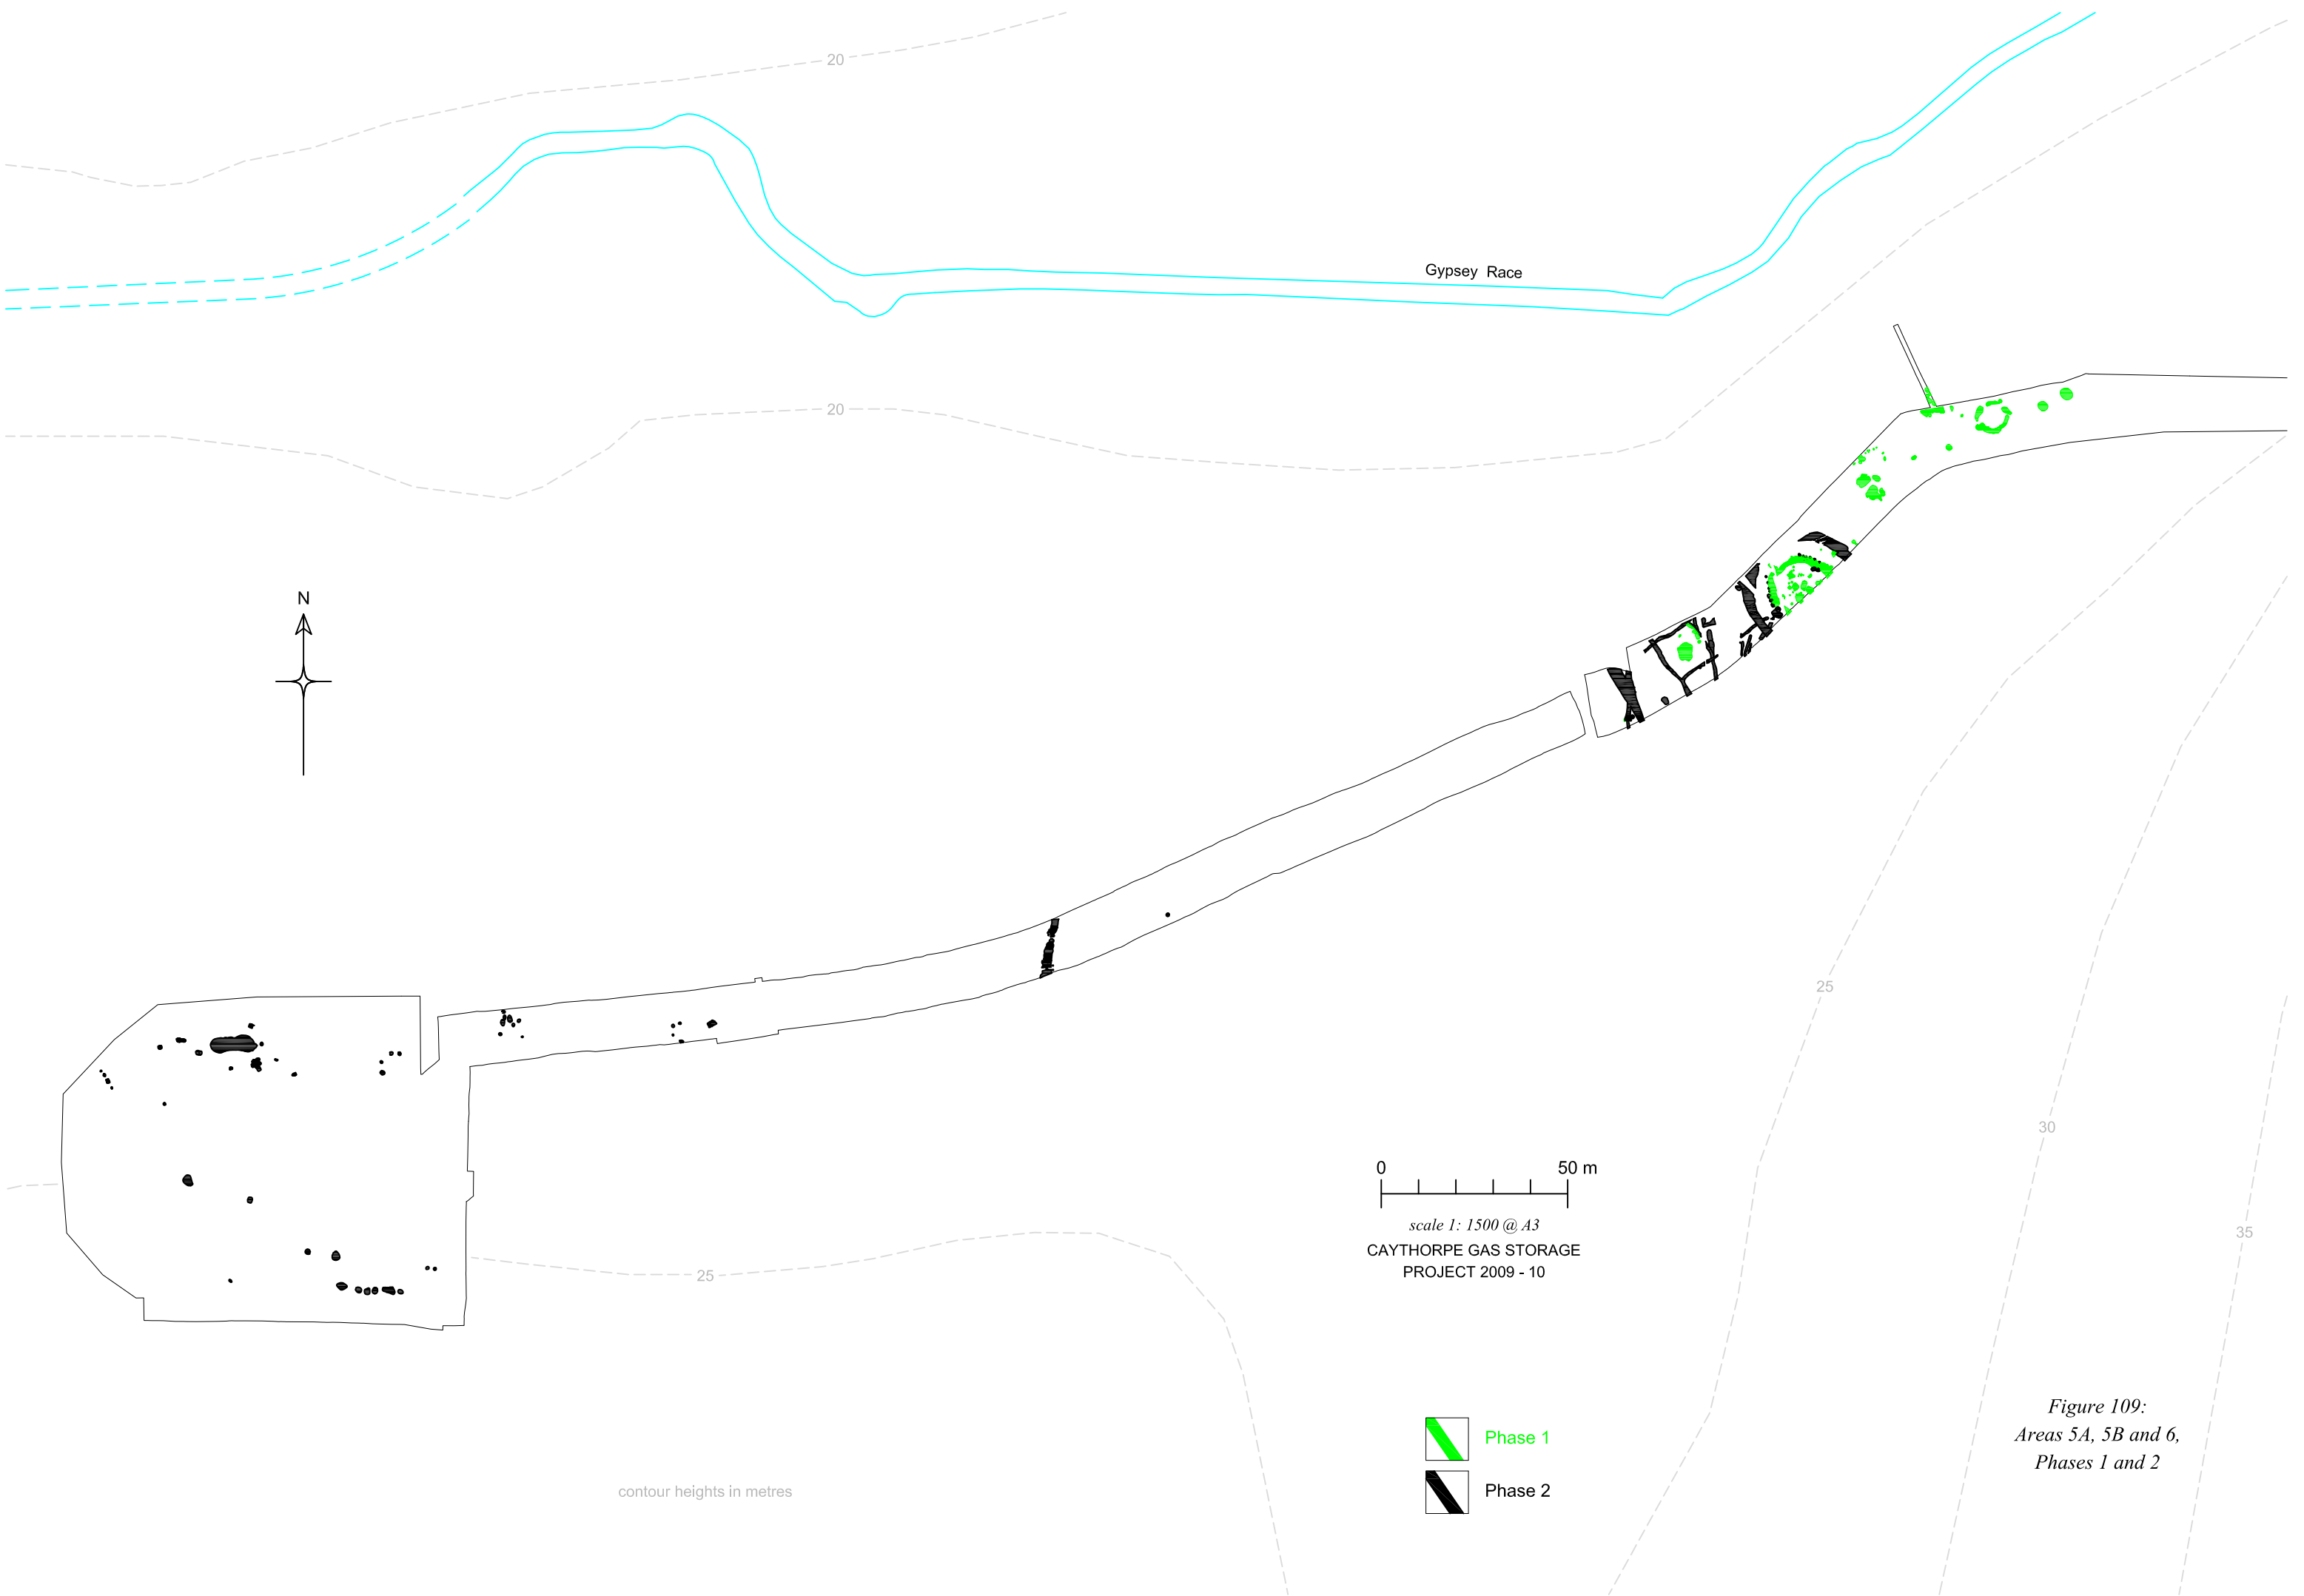 20
Gypsey Race
20
N
25
30
0 50 m
scale 1: 1500 @ A3
CAYTHORPE GAS STORAGE
PROJECT 2009 - 10
35
25
Phase 1
Phase 2
Figure 109:
Areas 5A, 5B and 6,
Phases 1 and 2
contour heights in metres